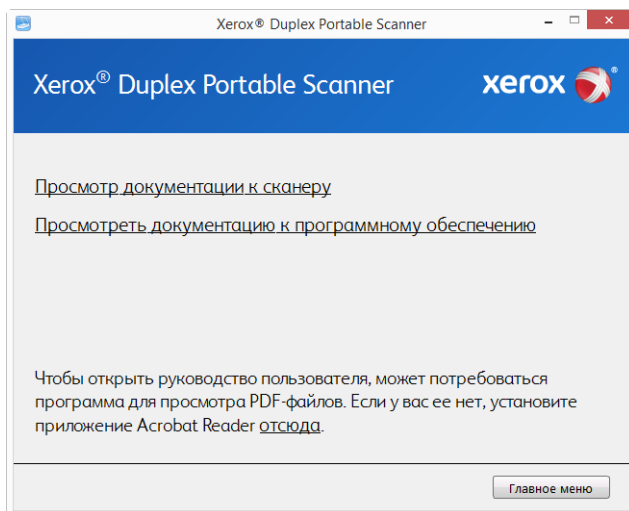 Xerox® Duplex Portable Scanner
Xerox® Duplex Portable Scanner
xerox®
Просмотр документации к сканеру
Просмотреть документацию к программному обеспечению
Чтобы открыть руководство пользователя, может потребоваться
программа для просмотра PDF-файлов. Если у вас ее нет, установите
приложение Acrobat Reader отсюда.
Главное меню